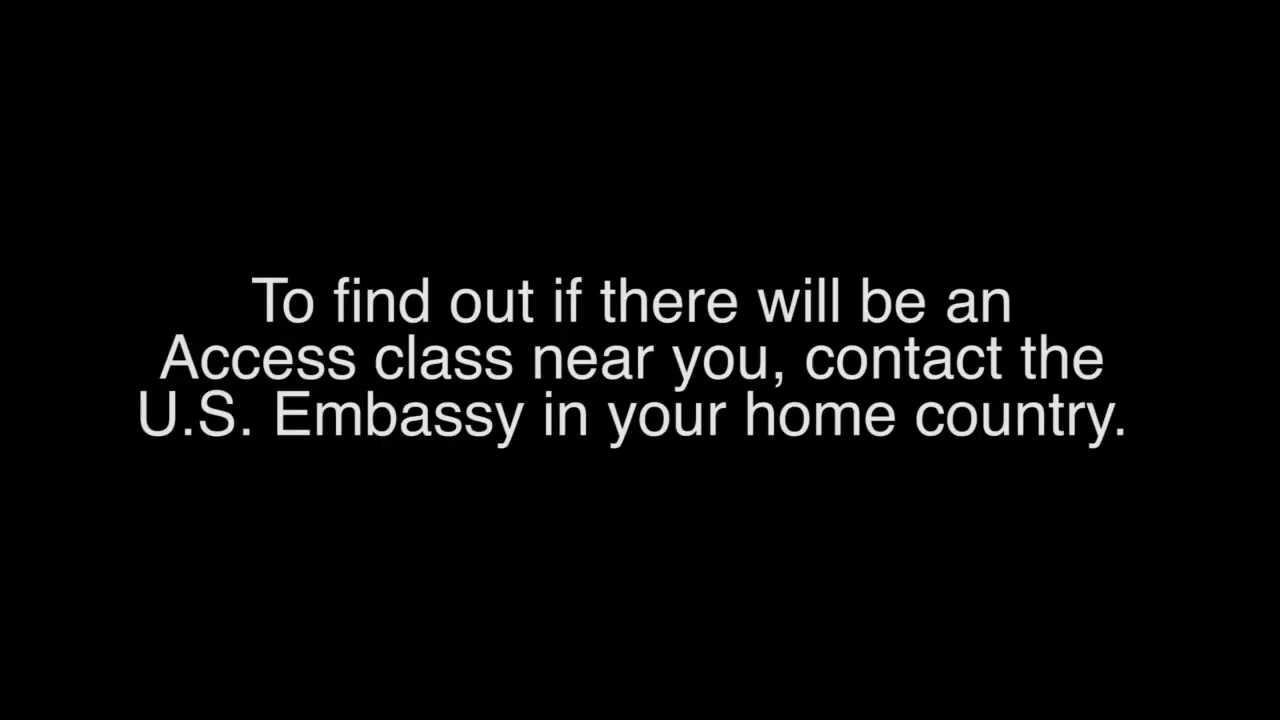 To find out if there will be an
Access class near you, contact the
U.S. Embassy in your home country.